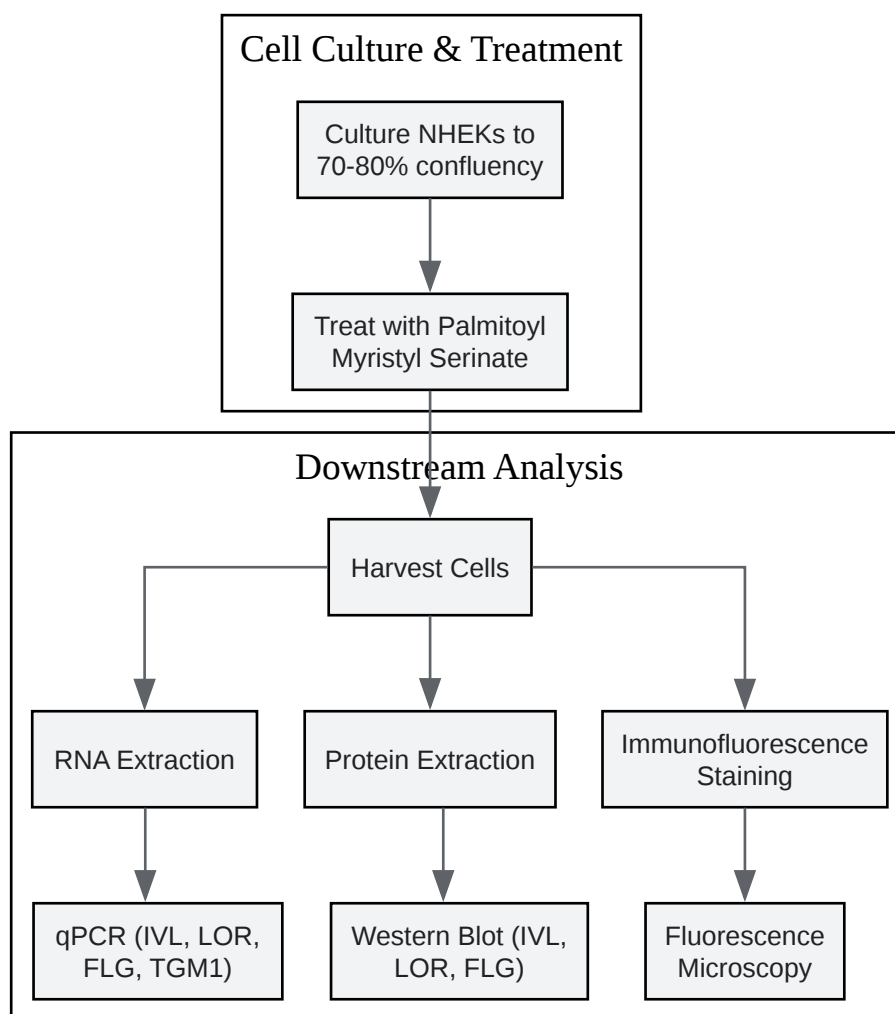 Cell Culture & Treatment
Culture NHEKs to
70-80% confluency
Treat with Palmitoyl
Myristyl Serinate
Downstream Analysis
Harvest Cells
RNA Extraction
Protein Extraction
Immunofluorescence
Staining
qPCR (IVL, LOR,
FLG, TGM1)
Western Blot (IVL,
LOR, FLG)
Fluorescence
Microscopy